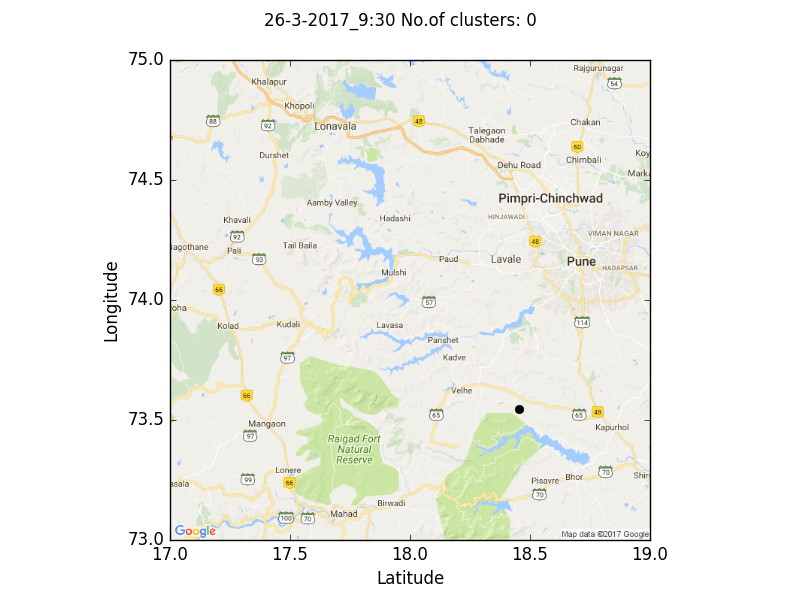 26-3-2017_9:30 No.of clusters: 0
75.0
74.5
74.0
73.5
73.0
Longitude
17.0
17.5
18.0
18.5
19.0
Latitude
Rajgurunagar
54
Khalapur
Khopoli
88
92
Lonavala
48
Chakan
Talegaon
Dabhade
60
Durshet
Dehu Road
Chimbali
Koy
Marka
Pimpri-Chinchwad
Aamby Valley
HINJAWADI
Khavali
Hadashi
92
VIMAN NAGAR
Jagothane
Pali
Tail Baila
48
93
Paud
Lavale
Pune
HADAPSAR
Mulshi
66
57
oha
Kolad
Kudali
Lavasa
114
Panshet
76
Kadve
66
Velhe
65
65
48
Mangaon
Kapurhol
97
Raigad Fort
Natural
Reserve
Lonere
99
66
asala
Pisavre
Bhor
70
Shir
70
Birwadi
100
70
Mahad
Google
Map data ©2017 Google